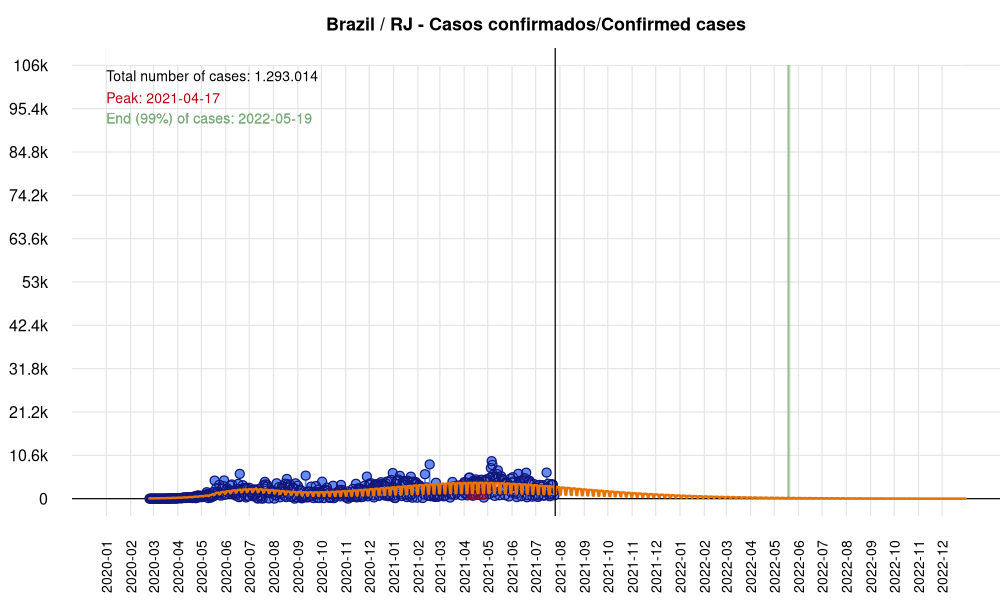 Brazil / RJ - Casos confirmados/Confirmed cases
Total number of cases: 1.293.014
Peak: 2021-04-17
End (99%) of cases: 2022-05-19
106k
95.4k
84.8k
74.2k
63.6k
53k
42.4k
31.8k
21.2k
10.6k
0
2020-01
2020-02
2020-03
2020-04
2020-05
2020-06
2020-07
2020-08
2020-09
2020-10
2020-11
2020-12
2021-01
2021-02
2021-03
2021-04
2021-05
2021-06
2021-07
2021-08
2021-09
2021-10
2021-11
2021-12
2022-01
2022-02
2022-03
2022-04
2022-05
2022-06
2022-07
2022-08
2022-09
2022-10
2022-11
2022-12